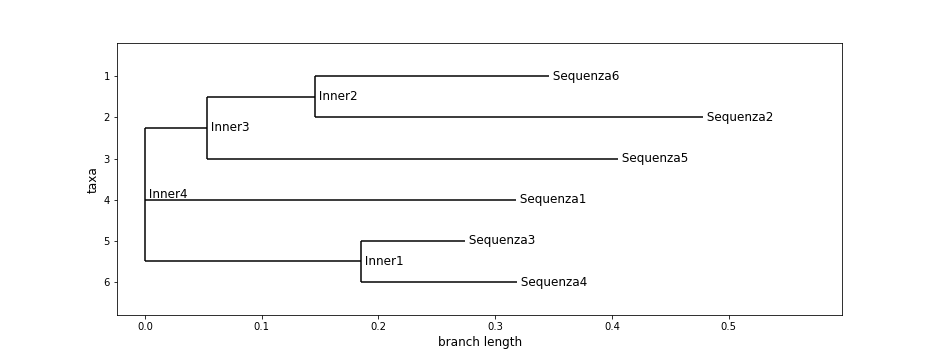 1
Sequenza6
Inner2
2
Sequenza2
Inner3
3
Sequenza5
taxa
Inner4
4
Sequenza1
5
Sequenza3
Inner1
6
Sequenza4
0.0 0.1 0.2 0.3 0.4 0.5
branch length